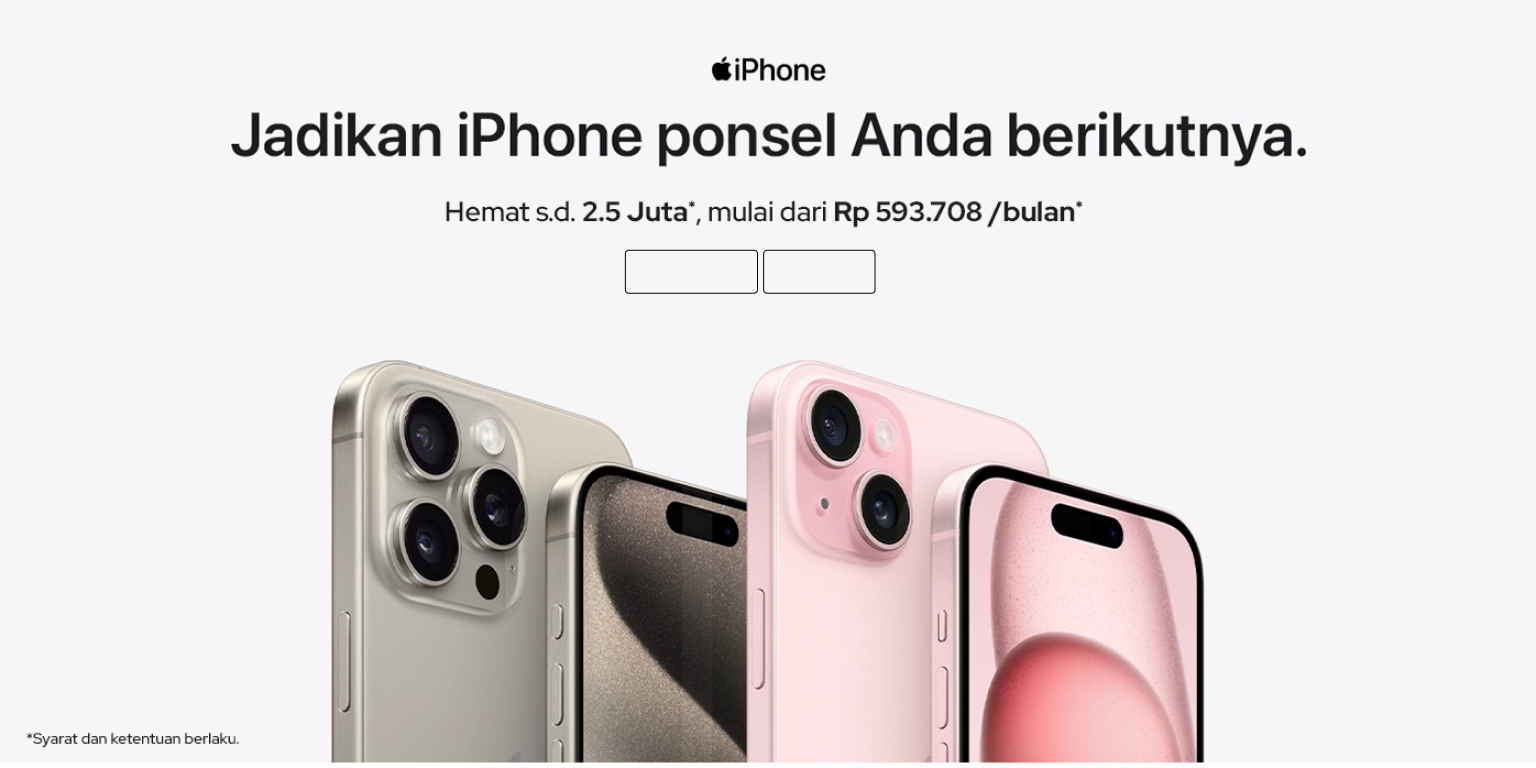 iPhone
Jadikan iPhone ponsel Anda berikutnya.
Hemat s.d. 2.5 Juta*, mulai dari Rp 593.708 /bulan*
*Syarat dan ketentuan berlaku.